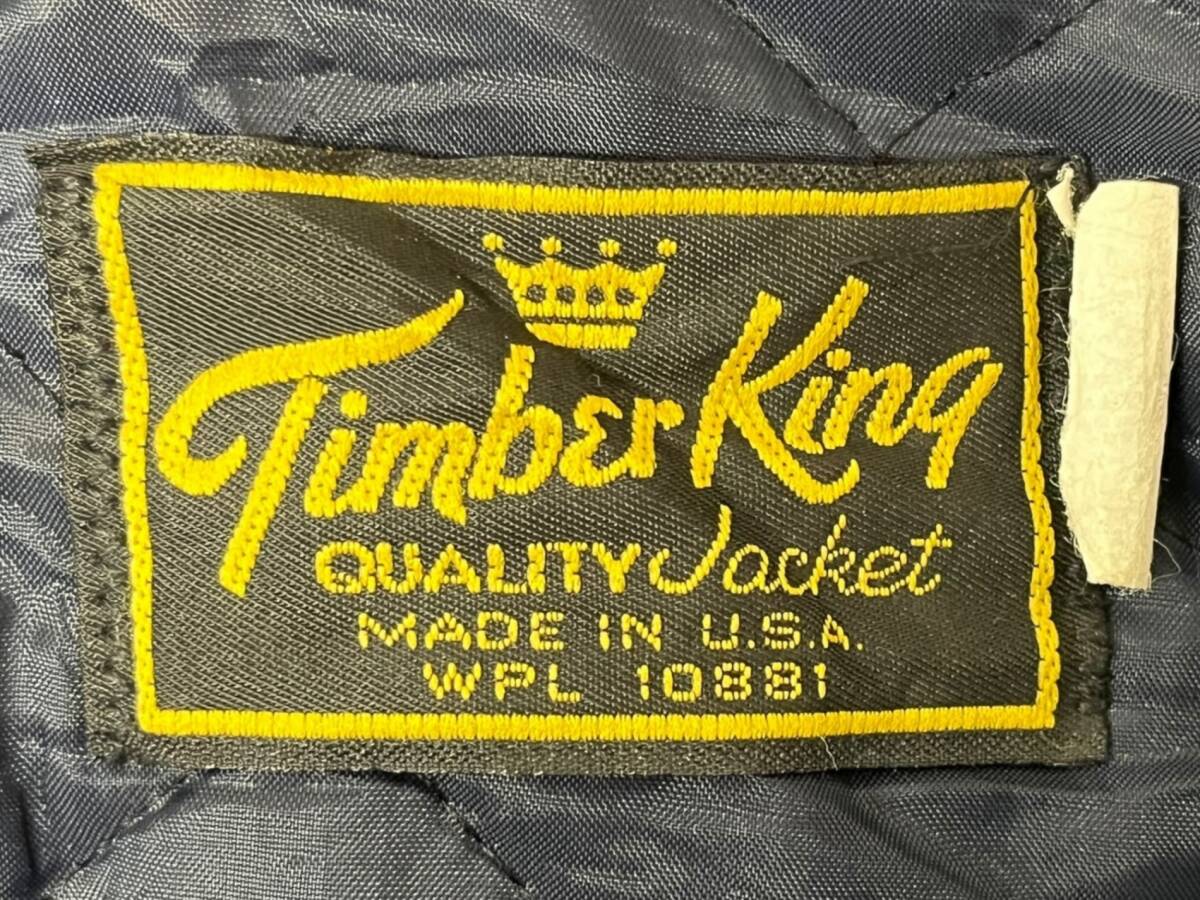 Timber King
QUALITY Jacket
MADE IN U.S.A.
WPL 10881